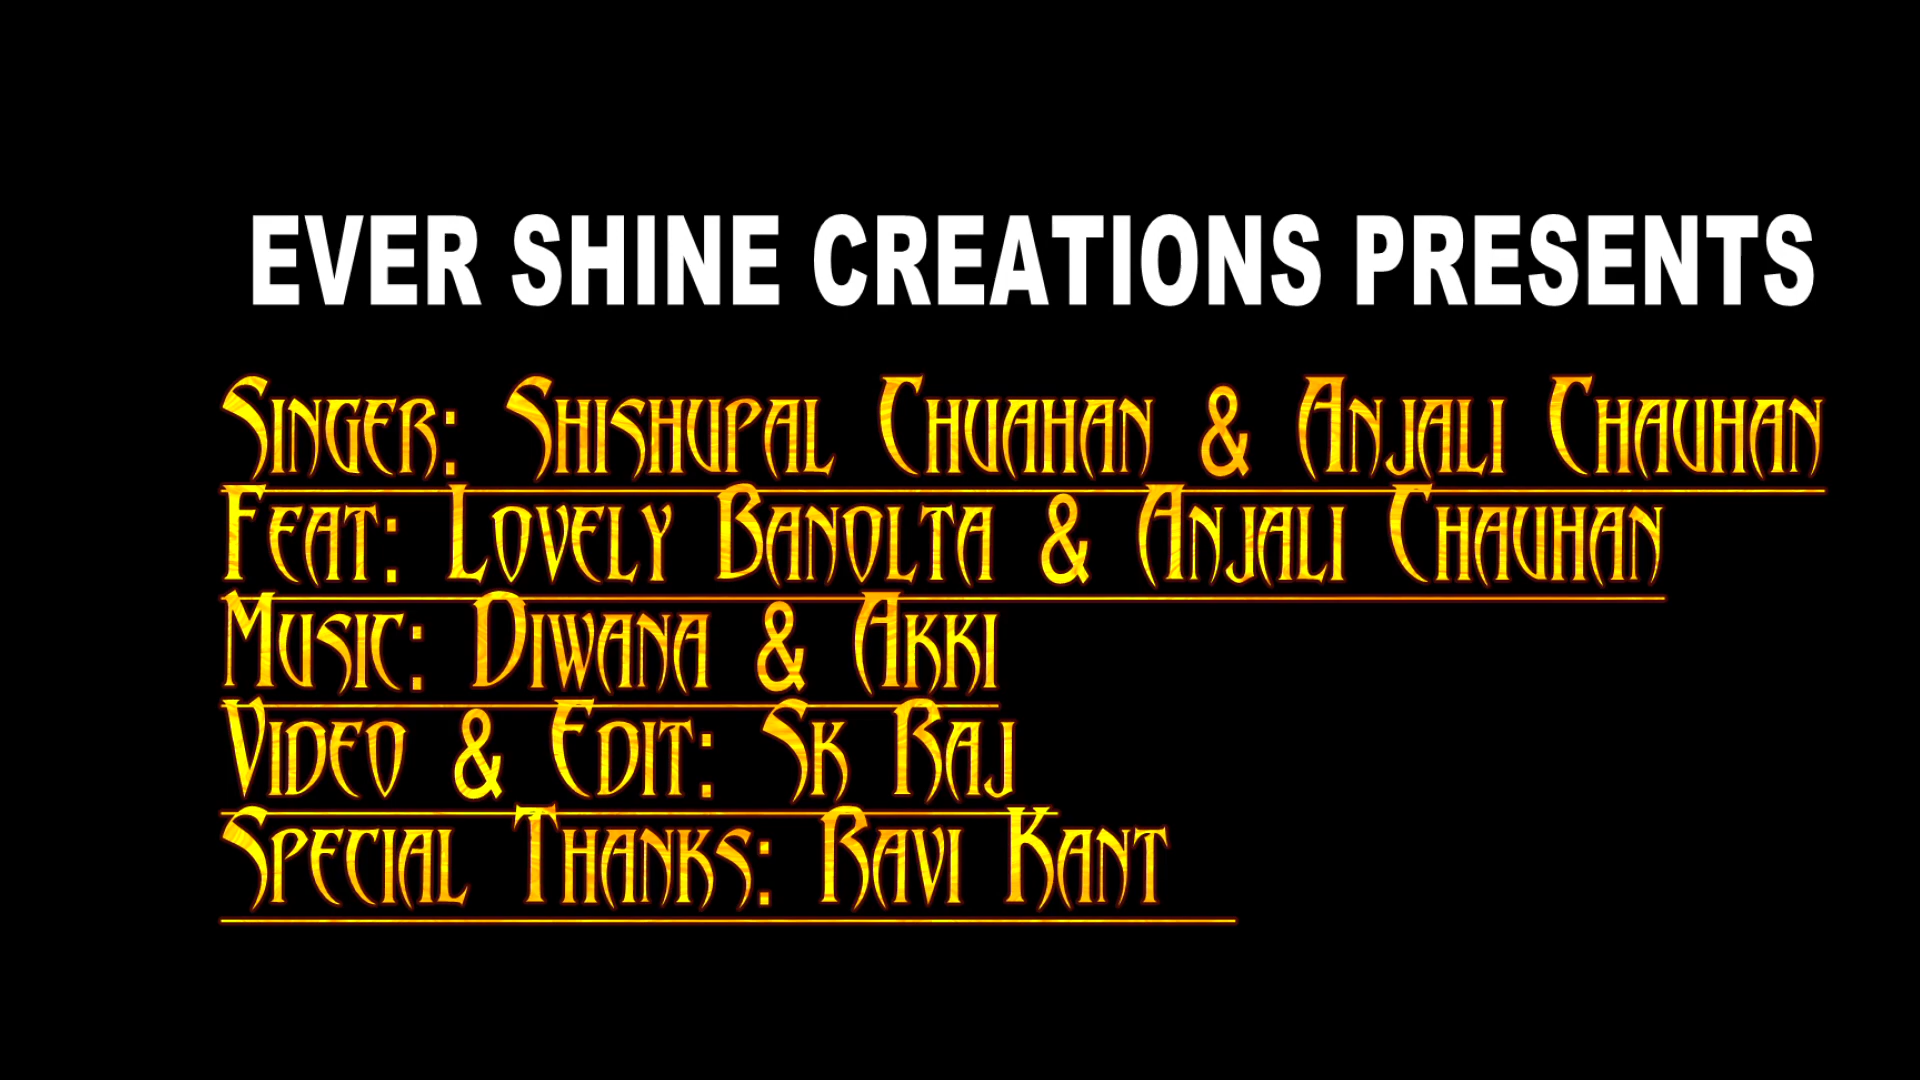 EVER SHINE CREATIONS PRESENTS
Singer: Shishupal Chuahan & Anjali Chauhan
Feat: Lovely Banolta & Anjali Chauhan
Music: Diwana & Akki
Video & Edit: Sk Raj
Special Thanks: Ravi Kant